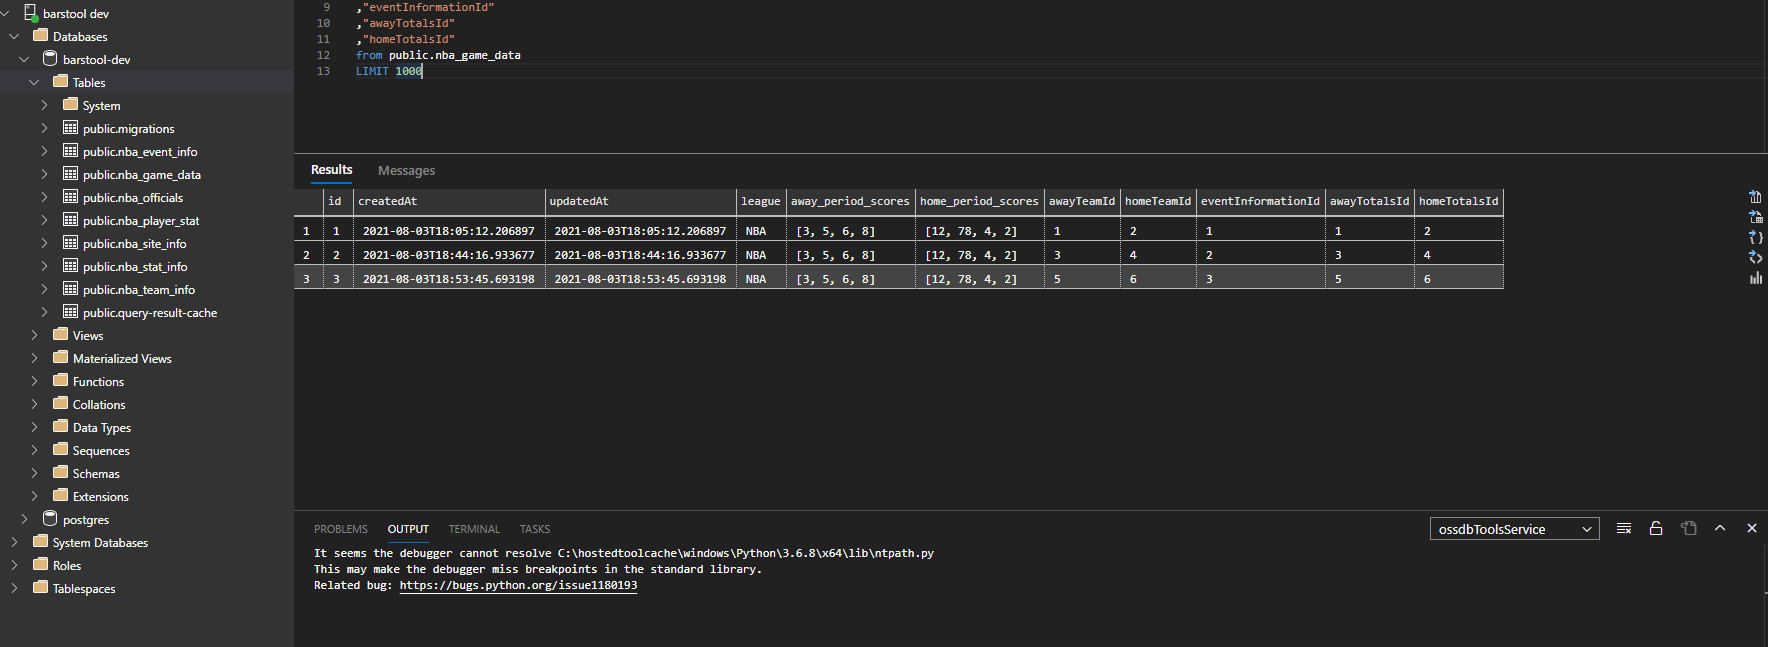 barstool dev
Databases
barstool-dev
Tables
System
public.migrations
public.nba_event_info
public.nba_game_data
public.nba_officials
public.nba_player_stat
public.nba_site_info
public.nba_stat_info
public.nba_team_info
public.query-result-cache
Views
Materialized Views
Functions
Collations
Data Types
Sequences
Schemas
Extensions
postgres
System Databases
Roles
Tablespaces
9 ,"eventInformationId"
10 ,"awayTotalsId"
11 ,"homeTotalsId"
12 from public.nba_game_data
13 LIMIT 1000
Results Messages
id createdAt updatedAt league away_period_scores home_period_scores awayTeamId homeTeamId eventInformationId awayTotalsId homeTotalsId
1 1 2021-08-03T18:05:12.206897 2021-08-03T18:05:12.206897 NBA [3, 5, 6, 8] [12, 78, 4, 2] 1 2 1 1 2
2 2 2021-08-03T18:44:16.933677 2021-08-03T18:44:16.933677 NBA [3, 5, 6, 8] [12, 78, 4, 2] 3 4 2 3 4
3 3 2021-08-03T18:53:45.693198 2021-08-03T18:53:45.693198 NBA [3, 5, 6, 8] [12, 78, 4, 2] 5 6 3 5 6
PROBLEMS OUTPUT TERMINAL TASKS ossdbToolsService
It seems the debugger cannot resolve C:\hostedtoolcache\windows\Python\3.6.8\x64\lib\ntpath.py
This may make the debugger miss breakpoints in the standard library.
Related bug: https://bugs.python.org/issue1180193